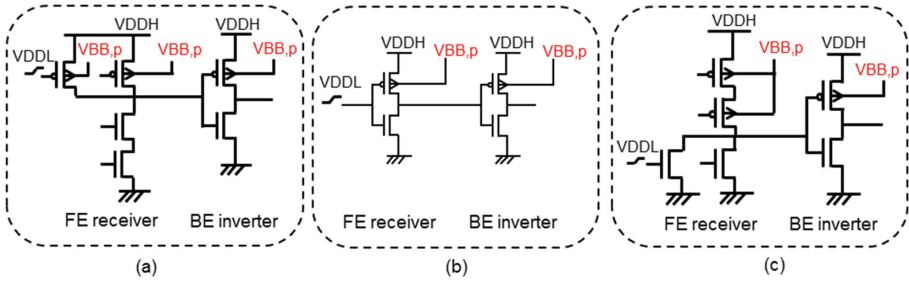 VDDH VDDH
VDDL VBB,p VBB,p VBB,p
FE receiver BE inverter
(a)
VDDH VDDH
VBB,p VBB,p
VDDL
FE receiver BE inverter
(b)
VDDH
VBB,p VDDH
VBB,p
VDDL
FE receiver BE inverter
(c)